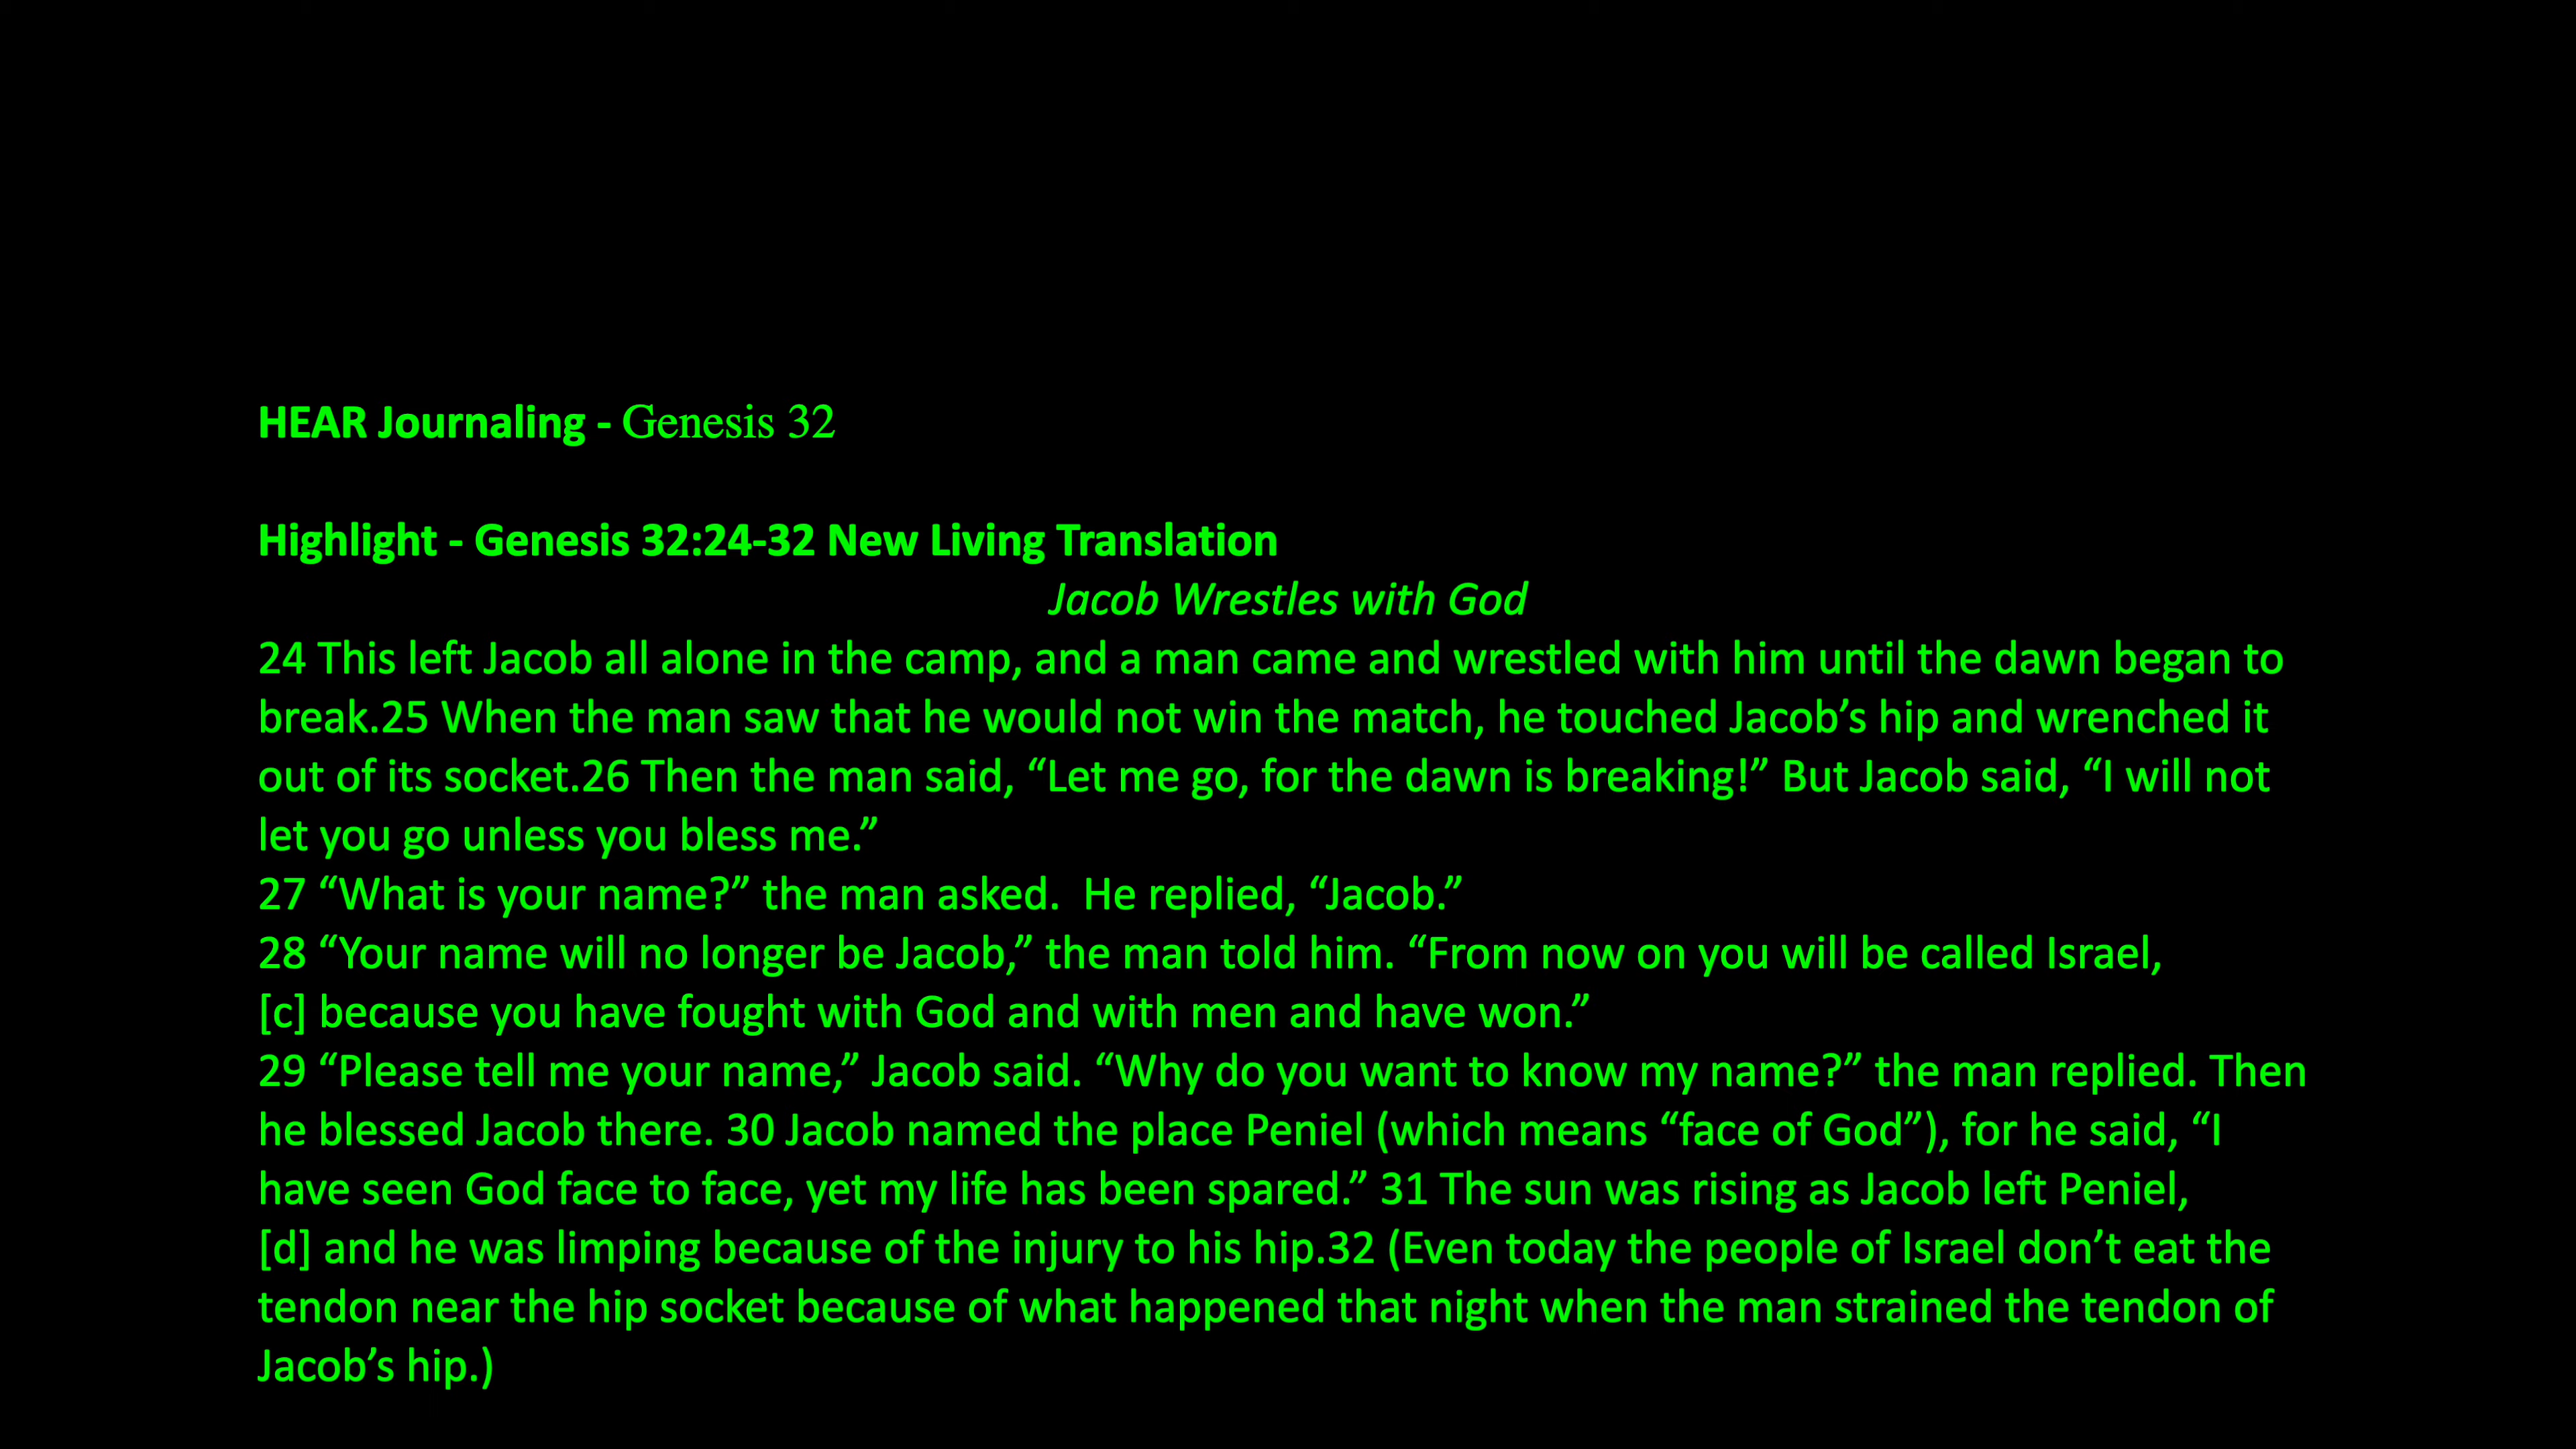 HEAR Journaling - Genesis 32
Highlight - Genesis 32:24-32 New Living Translation
Jacob Wrestles with God
24 This left Jacob all alone in the camp, and a man came and wrestled with him until the dawn began to
break.25 When the man saw that he would not win the match, he touched Jacob’s hip and wrenched it
out of its socket.26 Then the man said, “Let me go, for the dawn is breaking!” But Jacob said, “I will not
let you go unless you bless me.”
27 “What is your name?” the man asked.  He replied, “Jacob.”
28 “Your name will no longer be Jacob,” the man told him. “From now on you will be called Israel,
[c] because you have fought with God and with men and have won.”
29 “Please tell me your name,” Jacob said. “Why do you want to know my name?” the man replied. Then
he blessed Jacob there. 30 Jacob named the place Peniel (which means “face of God”), for he said, “I
have seen God face to face, yet my life has been spared.” 31 The sun was rising as Jacob left Peniel,
[d] and he was limping because of the injury to his hip.32 (Even today the people of Israel don’t eat the
tendon near the hip socket because of what happened that night when the man strained the tendon of
Jacob’s hip.)